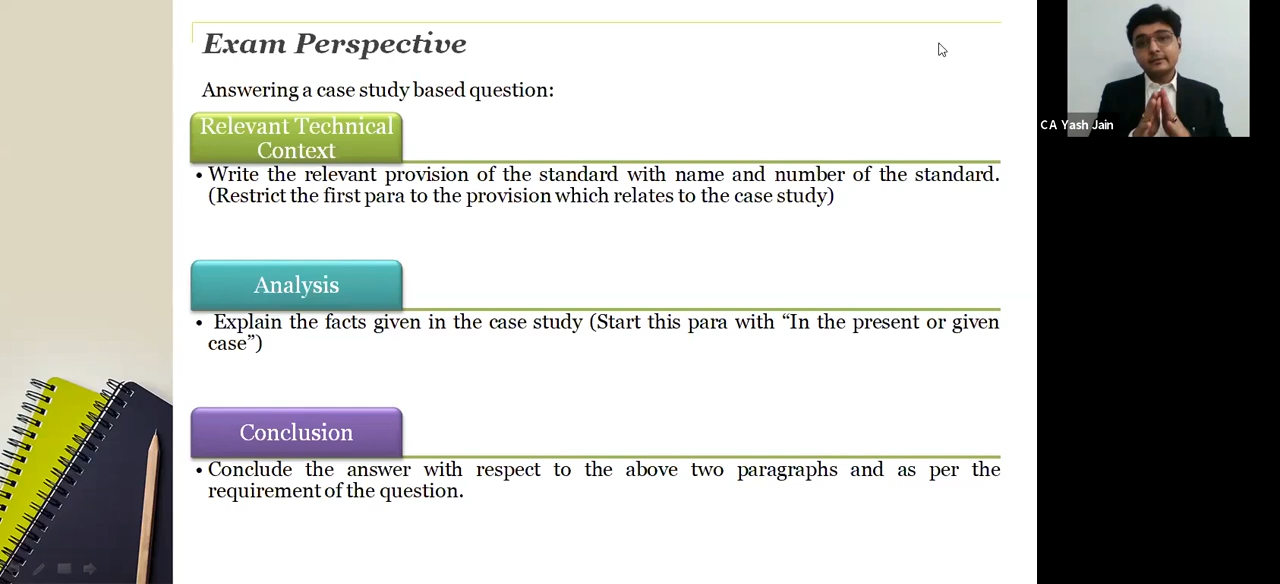 Exam Perspective
Answering a case study based question:
Relevant Technical
Context
• Write the relevant provision of the standard with name and number of the standard.
(Restrict the first para to the provision which relates to the case study)
Analysis
• Explain the facts given in the case study (Start this para with “In the present or given
case”)
Conclusion
• Conclude the answer with respect to the above two paragraphs and as per the
requirement of the question.
CA Yash Jain